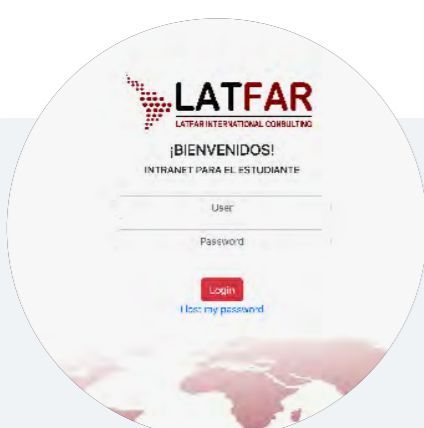 LATFAR
LATFAR INTERNATIONAL CONSULTING
¡BIENVENIDOS!
INTRANET PARA EL ESTUDIANTE
User
Password
Login
I lost my password